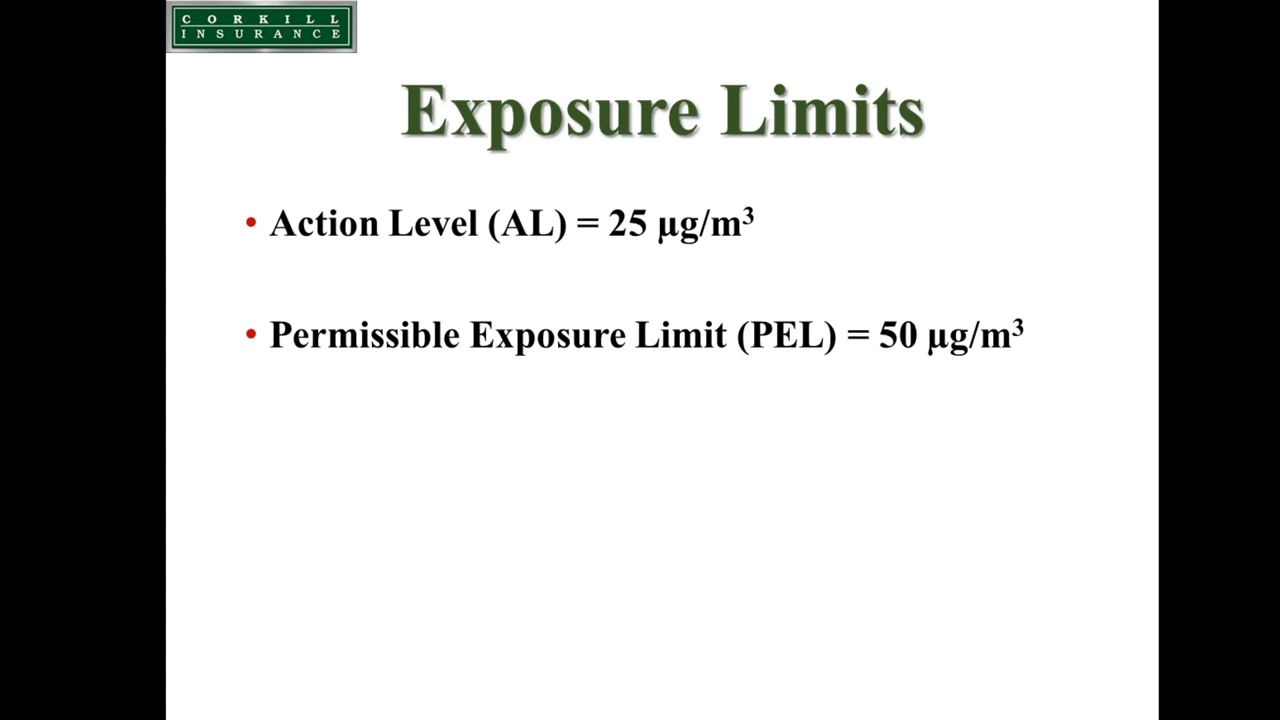 CORKILL
INSURANCE
Exposure Limits
• Action Level (AL) = 25 µg/m³
• Permissible Exposure Limit (PEL) = 50 µg/m³